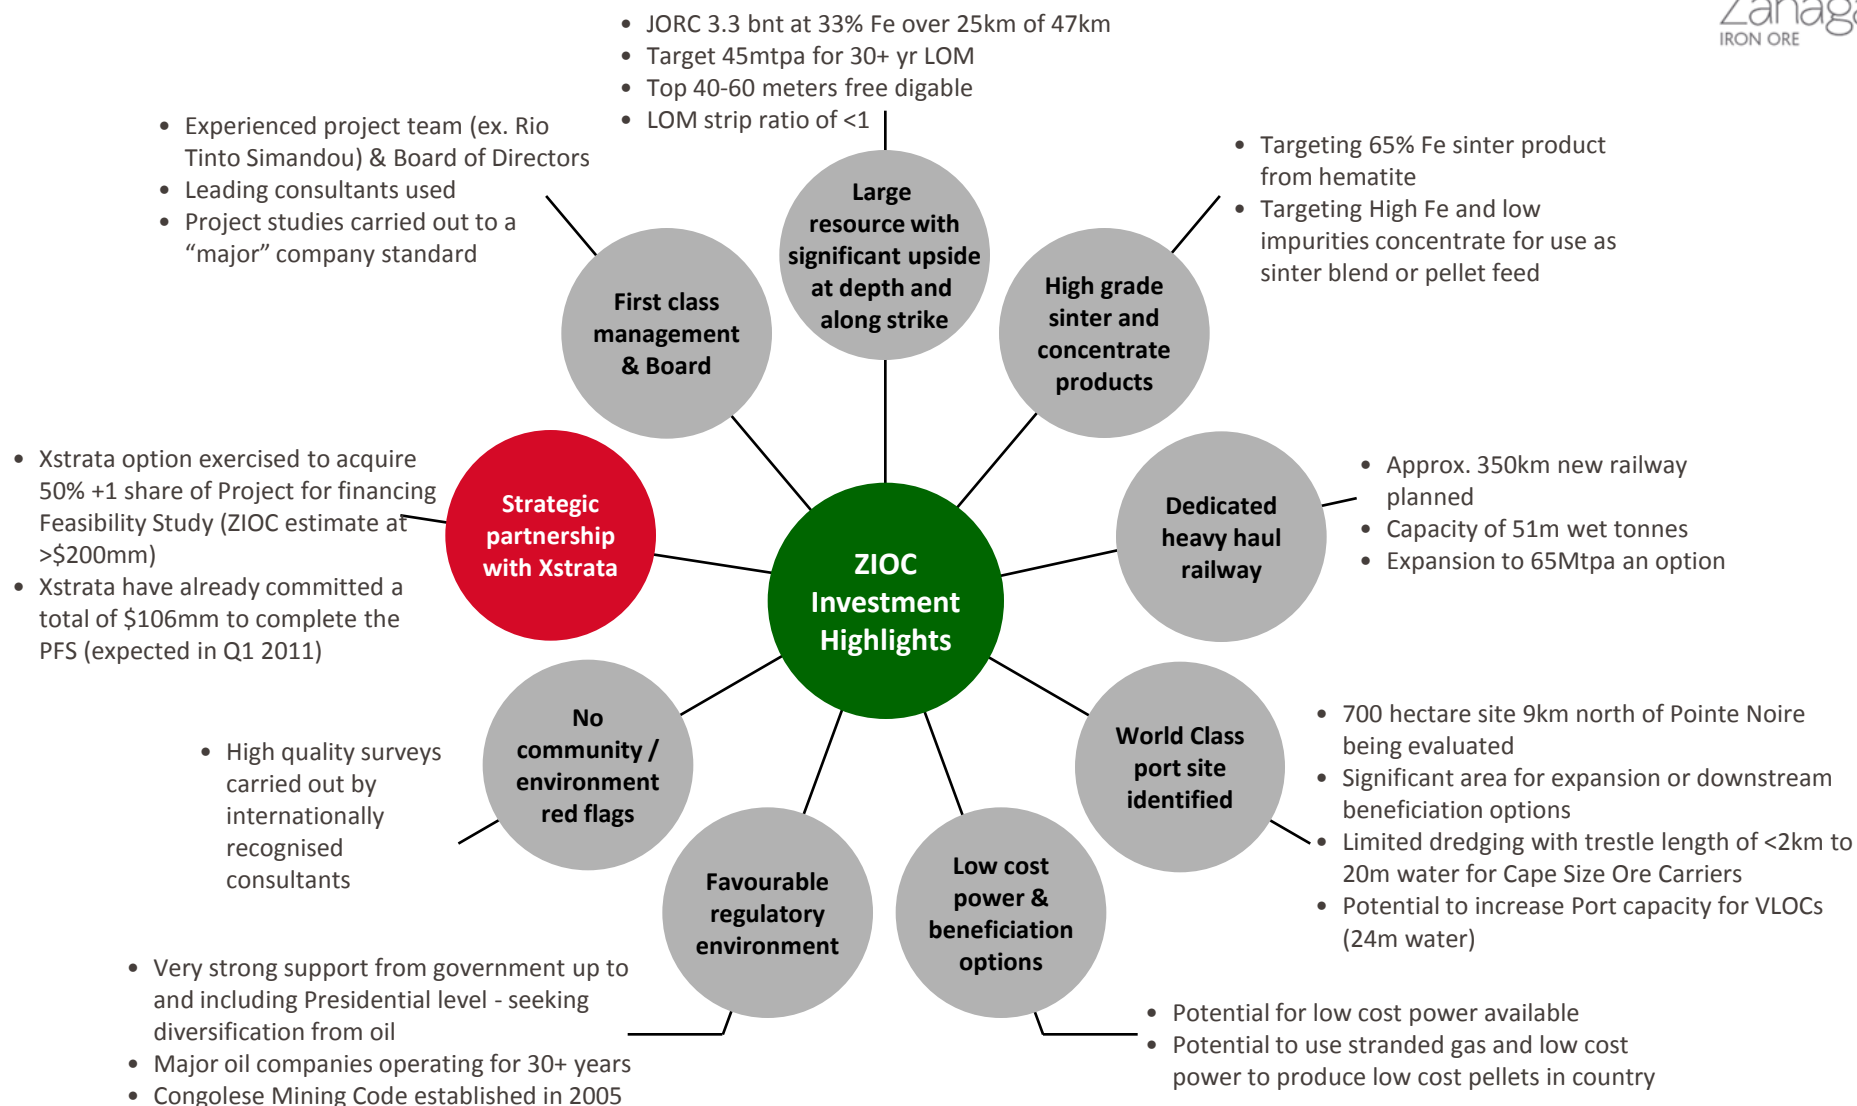 Zanaga
IRON ORE
• JORC 3.3 bnt at 33% Fe over 25km of 47km
• Target 45mtpa for 30+ yr LOM
• Top 40-60 meters free digable
• LOM strip ratio of <1
• Experienced project team (ex. Rio
Tinto Simandou) & Board of Directors
• Leading consultants used
• Project studies carried out to a
“major” company standard
• Targeting 65% Fe sinter product
from hematite
• Targeting High Fe and low
impurities concentrate for use as
sinter blend or pellet feed
Large
resource with
significant upside
at depth and
along strike
First class
management
& Board
High grade
sinter and
concentrate
products
• Xstrata option exercised to acquire
50% +1 share of Project for financing
Feasibility Study (ZIOC estimate at
>$200mm)
• Xstrata have already committed a
total of $106mm to complete the
PFS (expected in Q1 2011)
Strategic
partnership
with Xstrata
ZIOC
Investment
Highlights
Dedicated
heavy haul
railway
• Approx. 350km new railway
planned
• Capacity of 51m wet tonnes
• Expansion to 65Mtpa an option
• High quality surveys
carried out by
internationally
recognised
consultants
No
community /
environment
red flags
World Class
port site
identified
• 700 hectare site 9km north of Pointe Noire
being evaluated
• Significant area for expansion or downstream
beneficiation options
• Limited dredging with trestle length of <2km to
20m water for Cape Size Ore Carriers
• Potential to increase Port capacity for VLOCs
(24m water)
Favourable
regulatory
environment
Low cost
power &
beneficiation
options
• Very strong support from government up to
and including Presidential level - seeking
diversification from oil
• Major oil companies operating for 30+ years
• Congolese Mining Code established in 2005
• Potential for low cost power available
• Potential to use stranded gas and low cost
power to produce low cost pellets in country